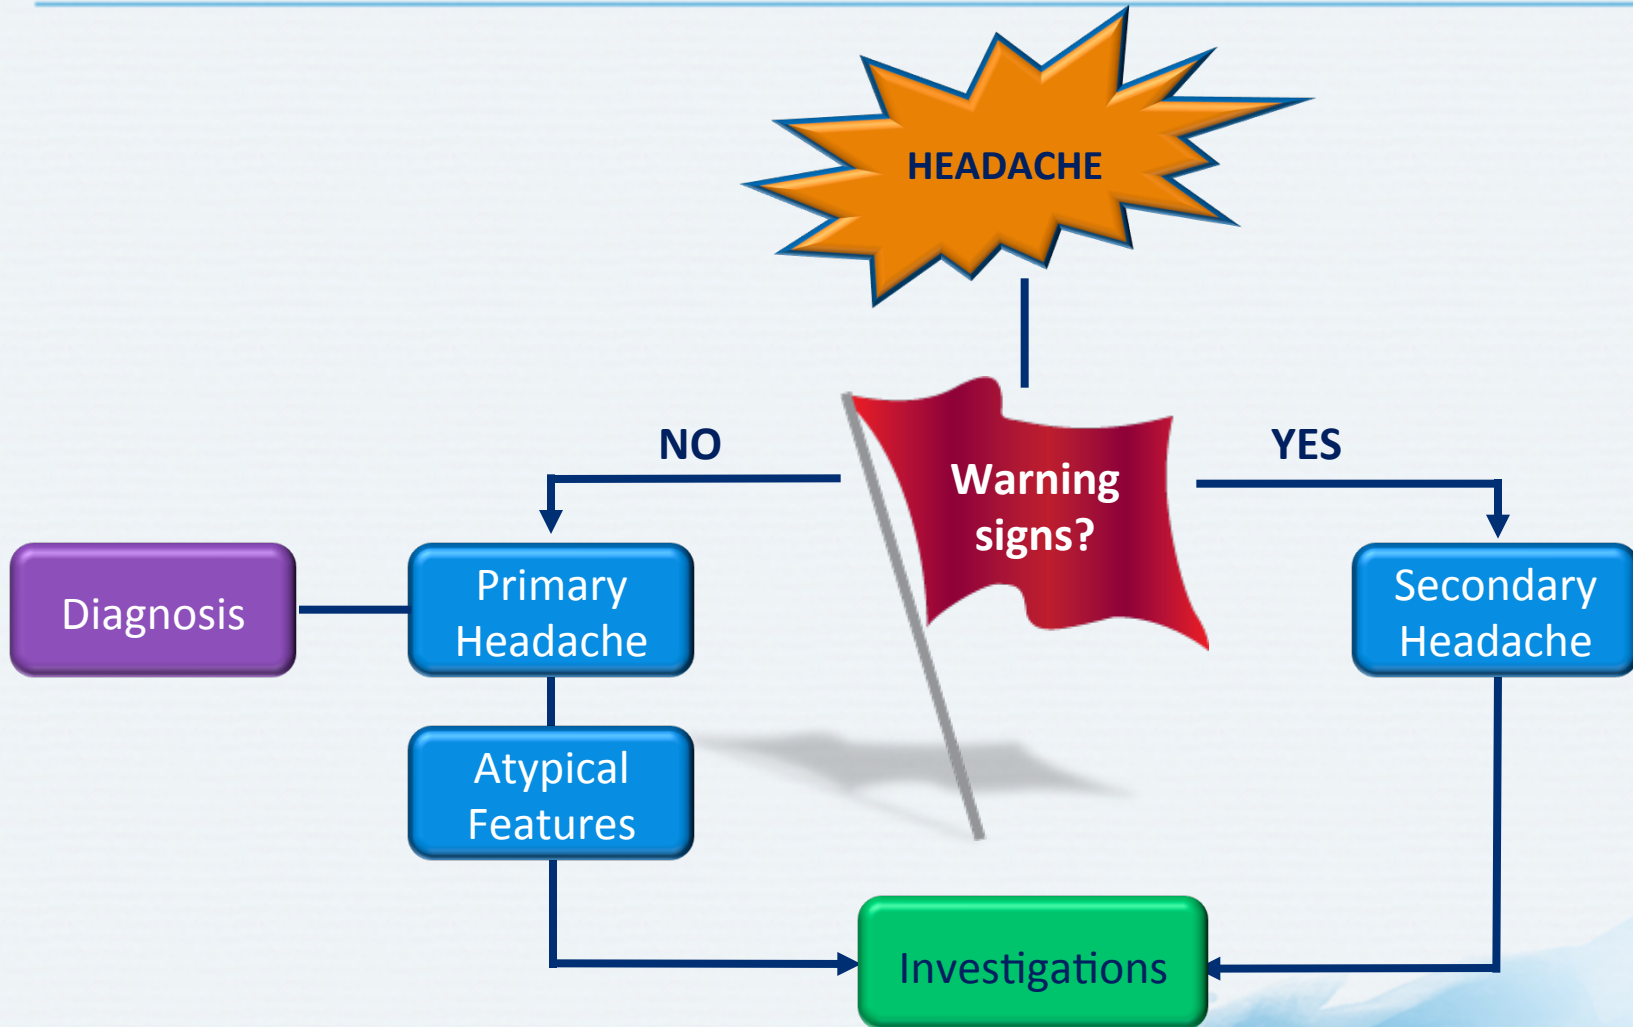 HEADACHE
NO
YES
Warning
signs?
Diagnosis
Primary
Headache
Secondary
Headache
Atypical
Features
Investigations